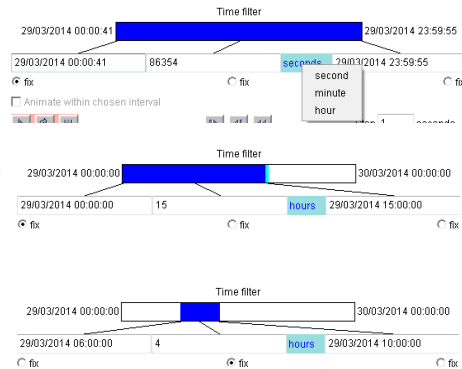 Time filter
29/03/2014 00:00:41 29/03/2014 23:59:55
29/03/2014 00:00:41 86354 seconds 29/03/2014 23:59:55
fix fix fix
second
minute
hour
Animate within chosen interval
1 seconds
Time filter
29/03/2014 00:00:00 30/03/2014 00:00:00
29/03/2014 00:00:00 15 hours 29/03/2014 15:00:00
fix fix fix
Time filter
29/03/2014 00:00:00 30/03/2014 00:00:00
29/03/2014 06:00:00 4 hours 29/03/2014 10:00:00
fix fix fix